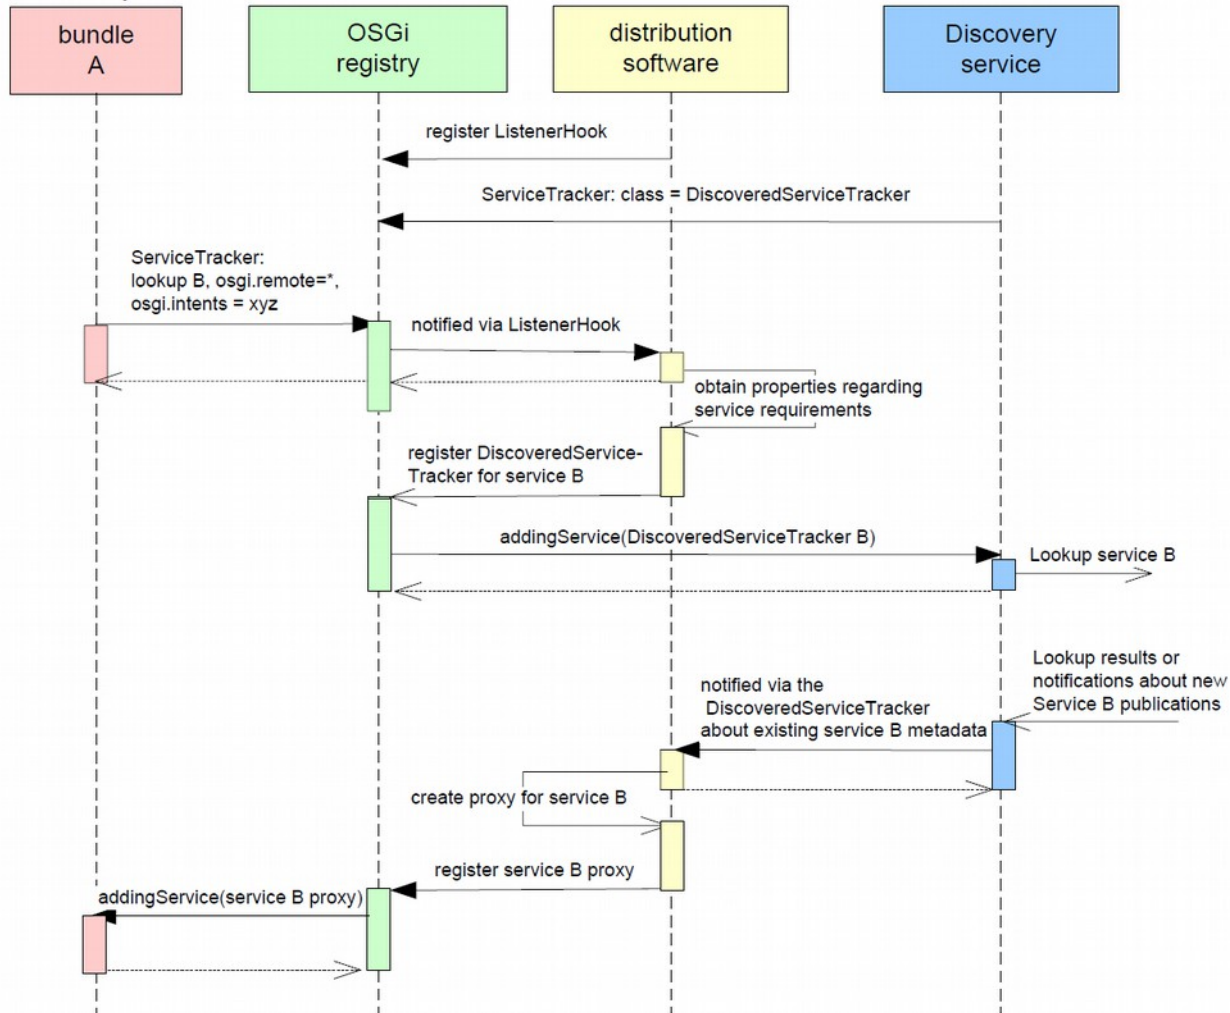 bundle
A
OSGi
registry
distribution
software
Discovery
service
register ListenerHook
ServiceTracker: class = DiscoveredServiceTracker
ServiceTracker:
lookup B, osgi.remote=*,
osgi.intents = xyz
notified via ListenerHook
obtain properties regarding
service requirements
register DiscoveredService-
Tracker for service B
addingService(DiscoveredServiceTracker B)
Lookup service B
Lookup results or
notifications about new
Service B publications
notified via the
DiscoveredServiceTracker
about existing service B metadata
create proxy for service B
register service B proxy
addingService(service B proxy)